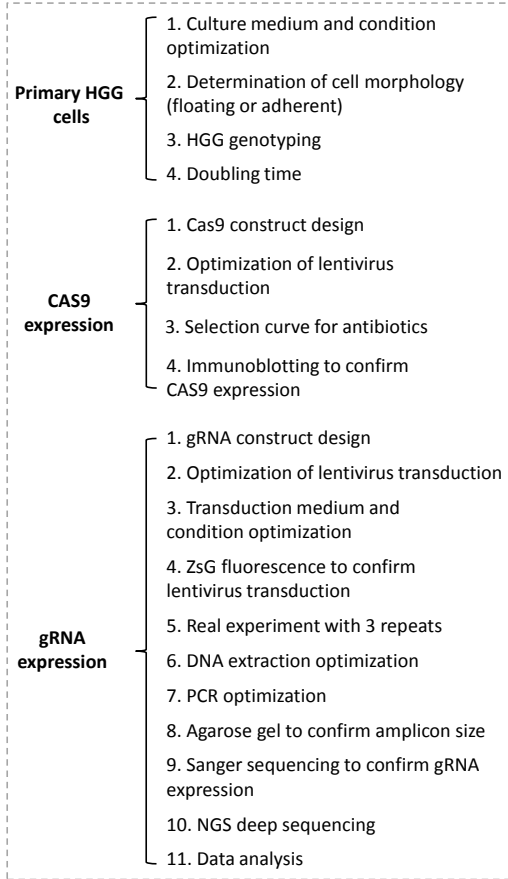 Primary HGG
cells
1. Culture medium and condition
optimization
2. Determination of cell morphology
(floating or adherent)
3. HGG genotyping
4. Doubling time
CAS9
expression
1. Cas9 construct design
2. Optimization of lentivirus
transduction
3. Selection curve for antibiotics
4. Immunoblotting to confirm
CAS9 expression
gRNA
expression
1. gRNA construct design
2. Optimization of lentivirus transduction
3. Transduction medium and
condition optimization
4. ZsG fluorescence to confirm
lentivirus transduction
5. Real experiment with 3 repeats
6. DNA extraction optimization
7. PCR optimization
8. Agarose gel to confirm amplicon size
9. Sanger sequencing to confirm gRNA
expression
10. NGS deep sequencing
11. Data analysis